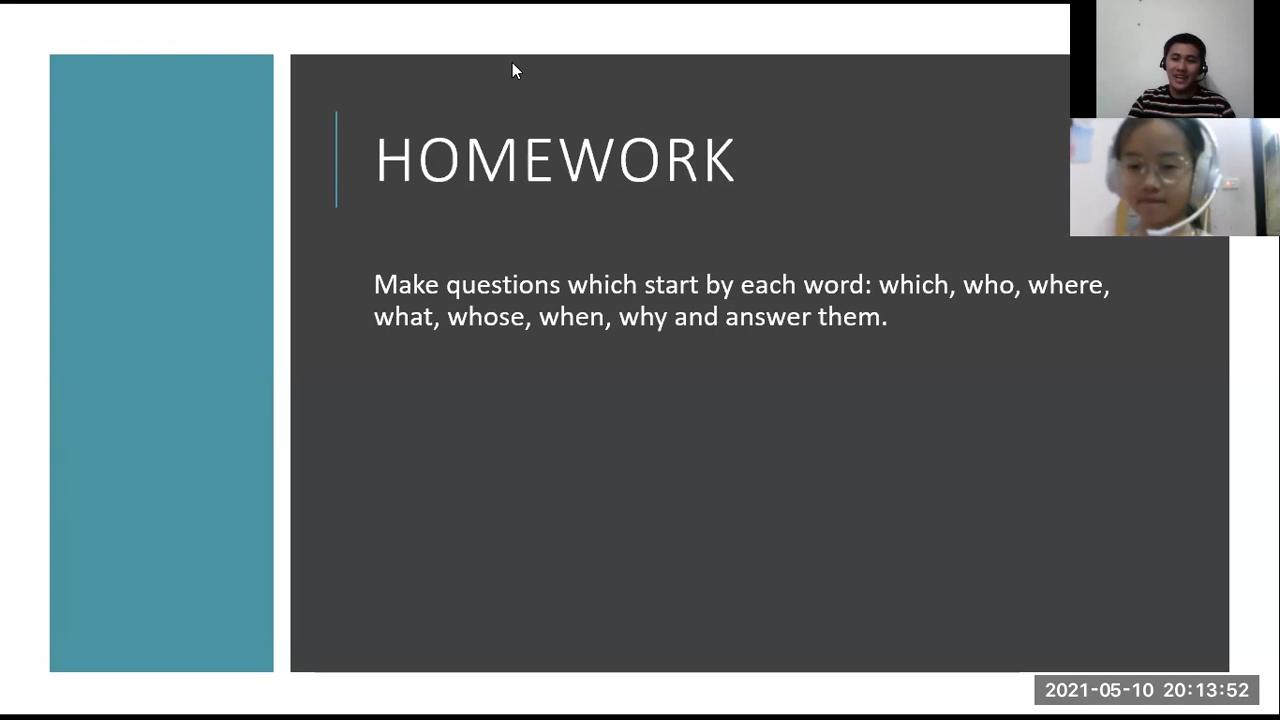 HOMEWORK
Make questions which start by each word: which, who, where,
what, whose, when, why and answer them.
2021-05-10 20:13:52